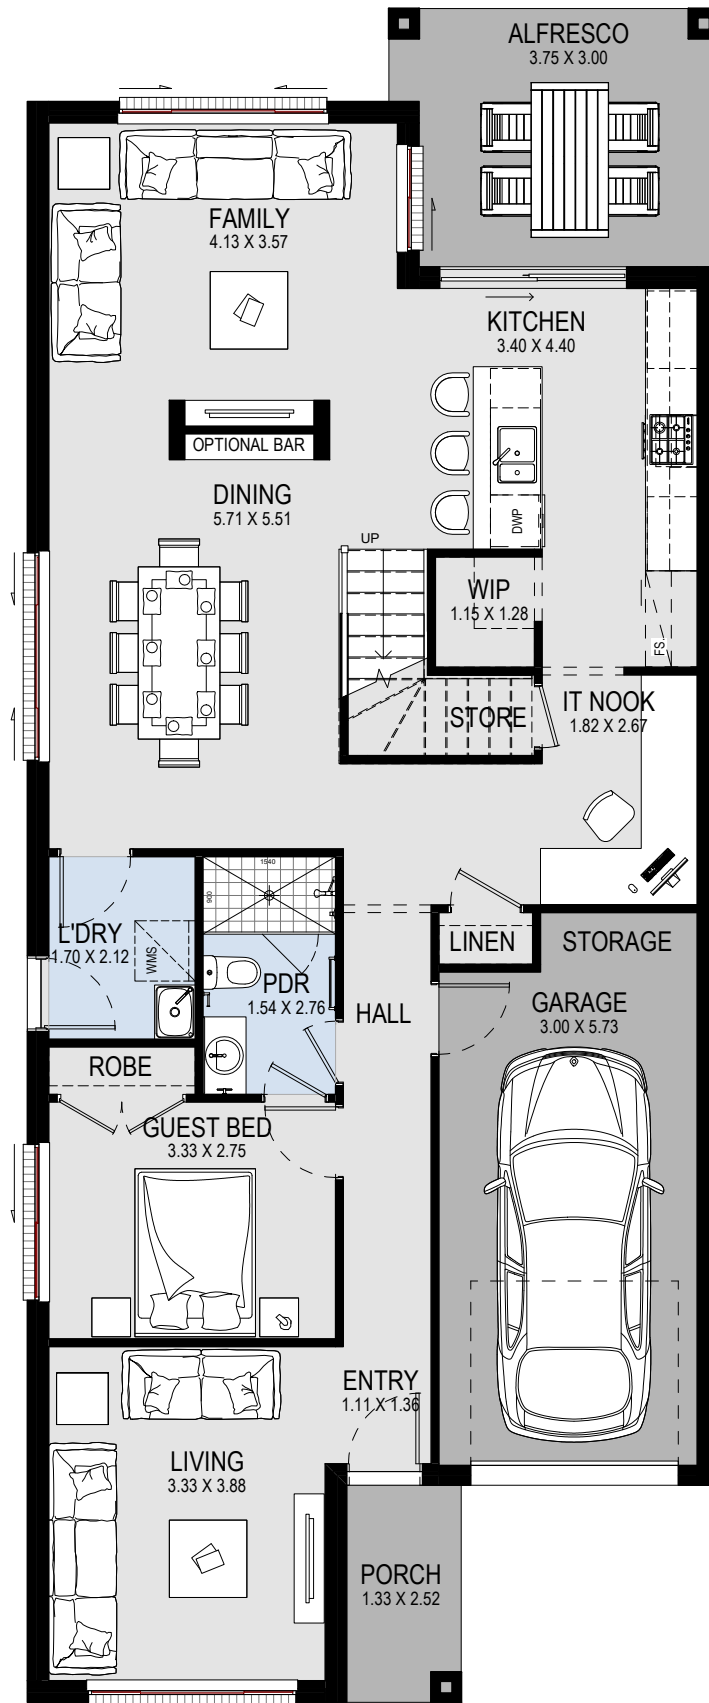 ALFRESCO
3.75 X 3.00
FAMILY
4.13 X 3.57
KITCHEN
3.40 X 4.40
OPTIONAL BAR
DINING
5.71 X 5.51
DWP
UP
WIP
1.15 X 1.28
FS.
STORE
IT NOOK
1.82 X 2.67
1540
900
L'DRY
1.70 X 2.12
WMS
PDR
1.54 X 2.76
LINEN
STORAGE
HALL
GARAGE
3.00 X 5.73
ROBE
GUEST BED
3.33 X 2.75
ENTRY
1.11 X 1.36
LIVING
3.33 X 3.88
PORCH
1.33 X 2.52